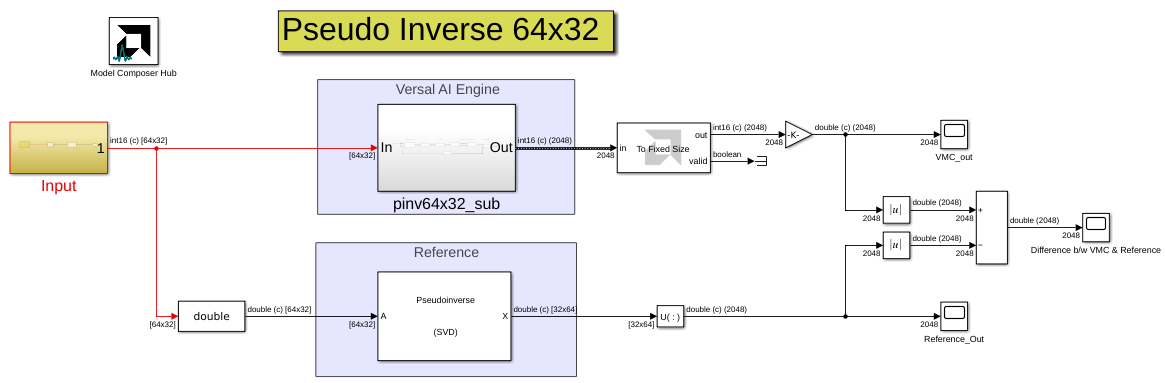 Pseudo Inverse 64x32
Model Composer Hub
Versal AI Engine
int16 (c) [64x32]
1
Input
[64x32]
In
Out
pinv64x32_sub
int16 (c) (2048)
2048
in
To Fixed Size
out
valid
int16 (c) (2048)
boolean
2048
-K-
double (c) (2048)
2048
VMC_out
2048
|u|
double (2048)
2048
+
2048
|u|
double (2048)
2048
−
double (2048)
2048
Difference b/w VMC & Reference
Reference
[64x32]
double
double (c) [64x32]
[64x32]
A
Pseudoinverse
(SVD)
X
double (c) [32x64]
[32x64]
U( : )
double (c) (2048)
2048
Reference_Out